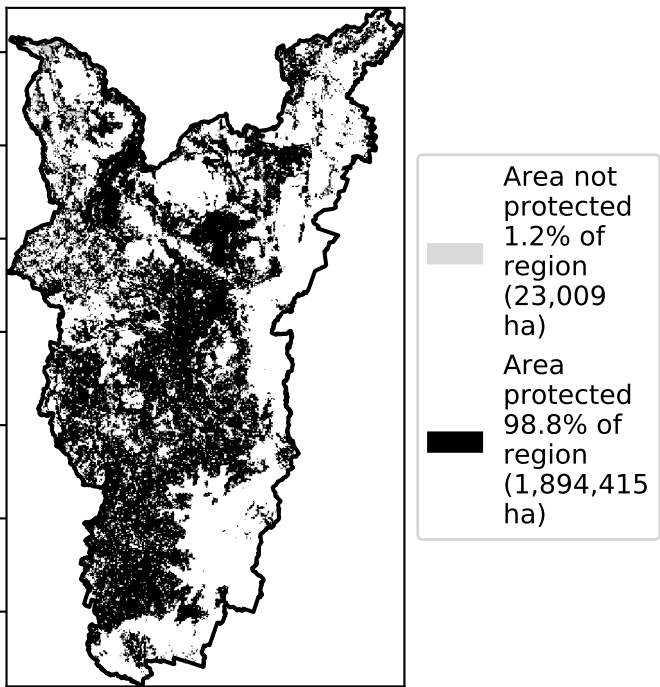 Area not
protected
1.2% of
region
(23,009
ha)
Area
protected
98.8% of
region
(1,894,415
ha)